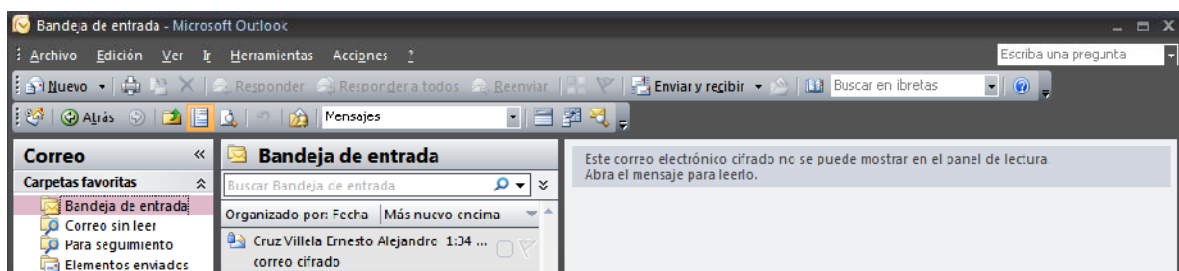 Bandeja de entrada - Microsoft Outlook
Archivo Edición Ver Ir Herramientas Acciones ?
Escriba una pregunta
Nuevo Responder Responder a todos Reenviar Enviar y recibir Buscar en libretas
Atrás Mensajes
Correo «
Carpetas favoritas
Bandeja de entrada
Correo sin leer
Para seguimiento
Elementos enviados
Bandeja de entrada
Buscar Bandeja de entrada
Organizado por: Fecha Más nuevo encima
Cruz Villela Ernesto Alejandro 1:04 ...
correo cifrado
Este correo electrónico cifrado no se puede mostrar en el panel de lectura.
Abra el mensaje para leerlo.